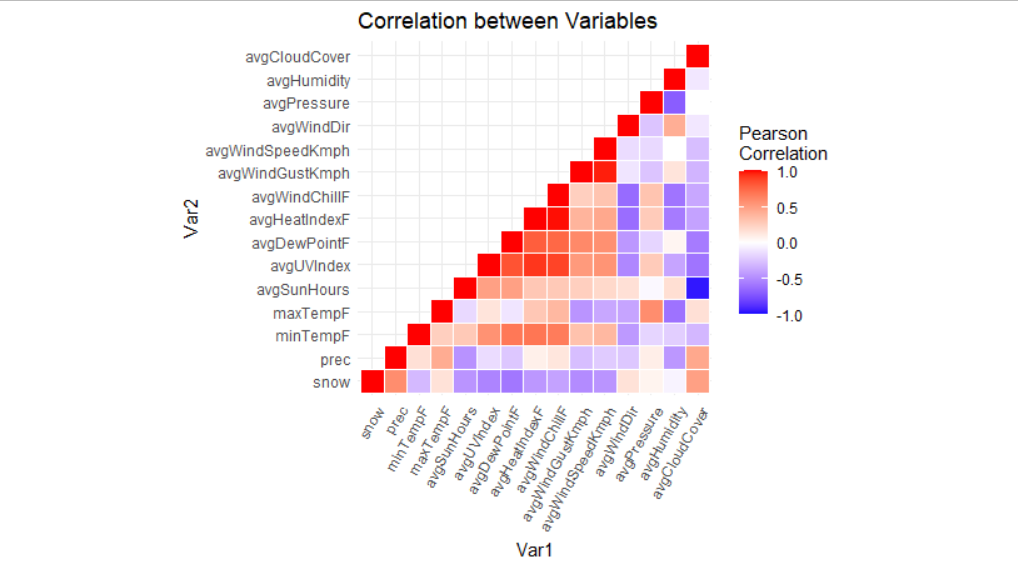 Correlation between Variables
avgCloudCover
avgHumidity
avgPressure
avgWindDir
avgWindSpeedKmph
avgWindGustKmph
avgWindChillF
avgHeatIndexF
avgDewPointF
avgUVIndex
avgSunHours
maxTempF
minTempF
prec
snow
Var2
snow
prec
minTempF
maxTempF
avgSunHours
avgUVIndex
avgDewPointF
avgHeatIndexF
avgWindChillF
avgWindGustKmph
avgWindSpeedKmph
avgWindDir
avgPressure
avgHumidity
avgCloudCover
Var1
Pearson
Correlation
1.0
0.5
0.0
-0.5
-1.0